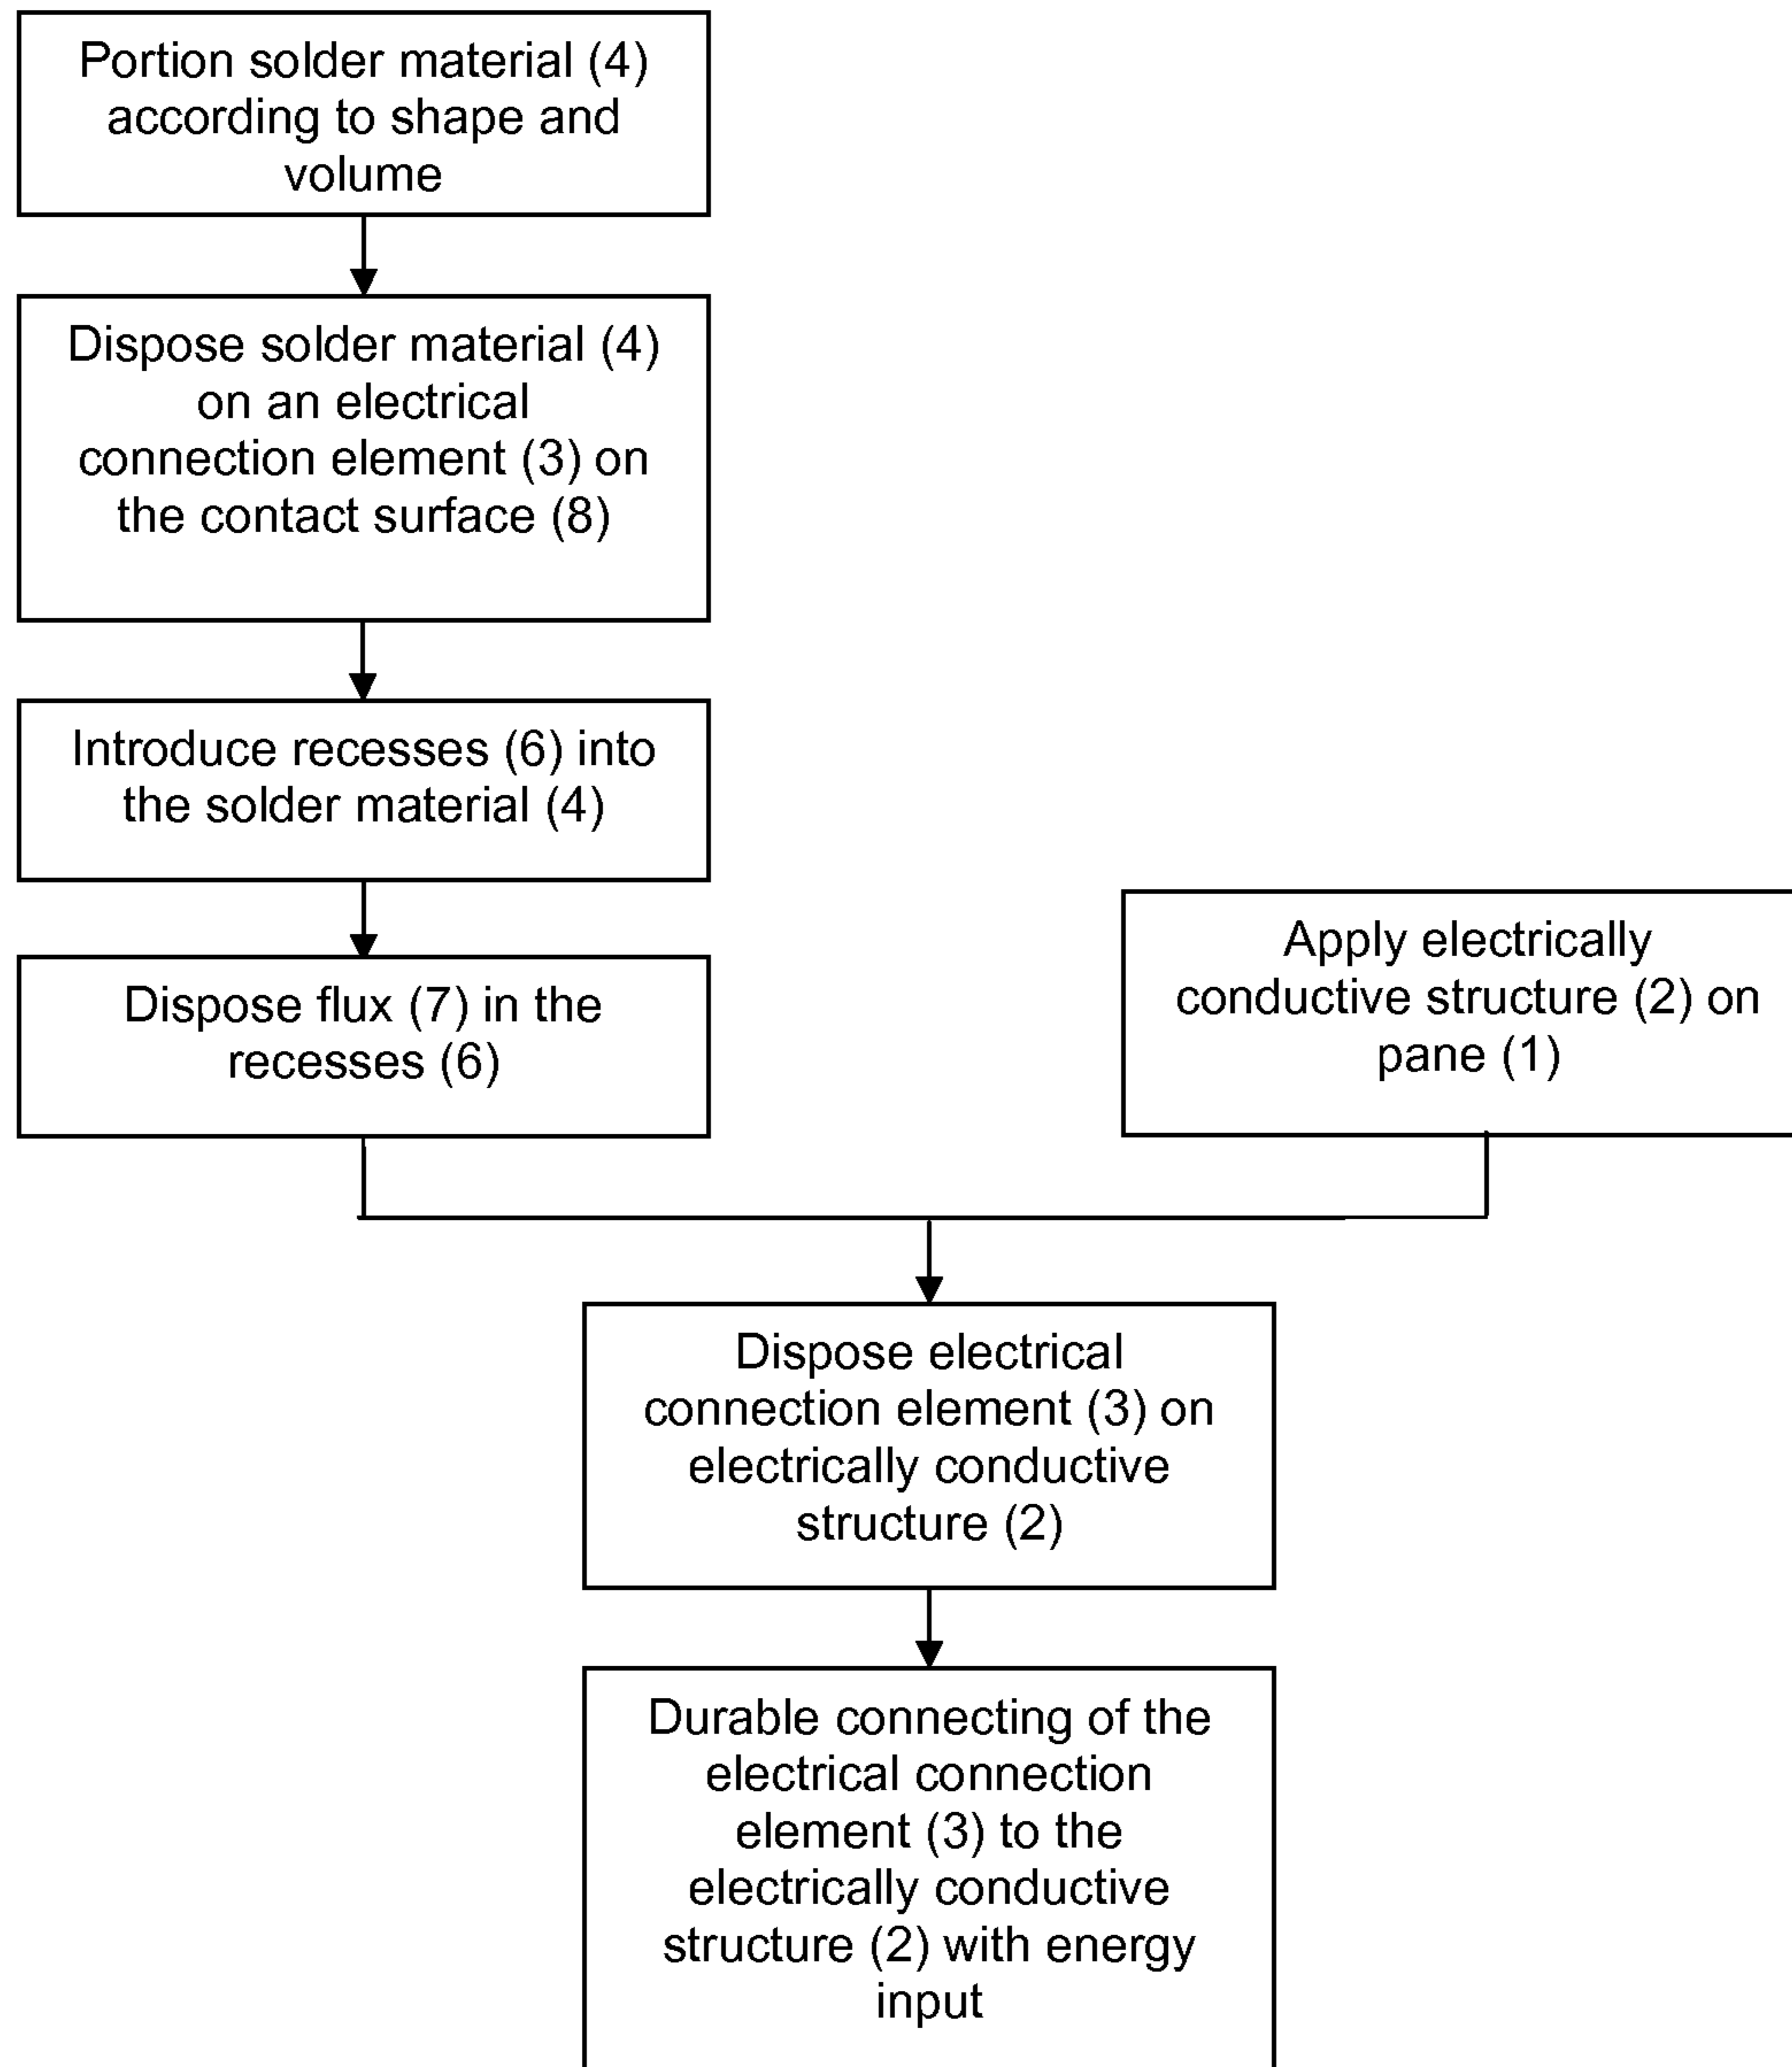 Portion solder material (4)
according to shape and
volume
Dispose solder material (4)
on an electrical
connection element (3) on
the contact surface (8)
Introduce recesses (6) into
the solder material (4)
Dispose flux (7) in the
recesses (6)
Apply electrically
conductive structure (2) on
pane (1)
Dispose electrical
connection element (3) on
electrically conductive
structure (2)
Durable connecting of the
electrical connection
element (3) to the
electrically conductive
structure (2) with energy
input